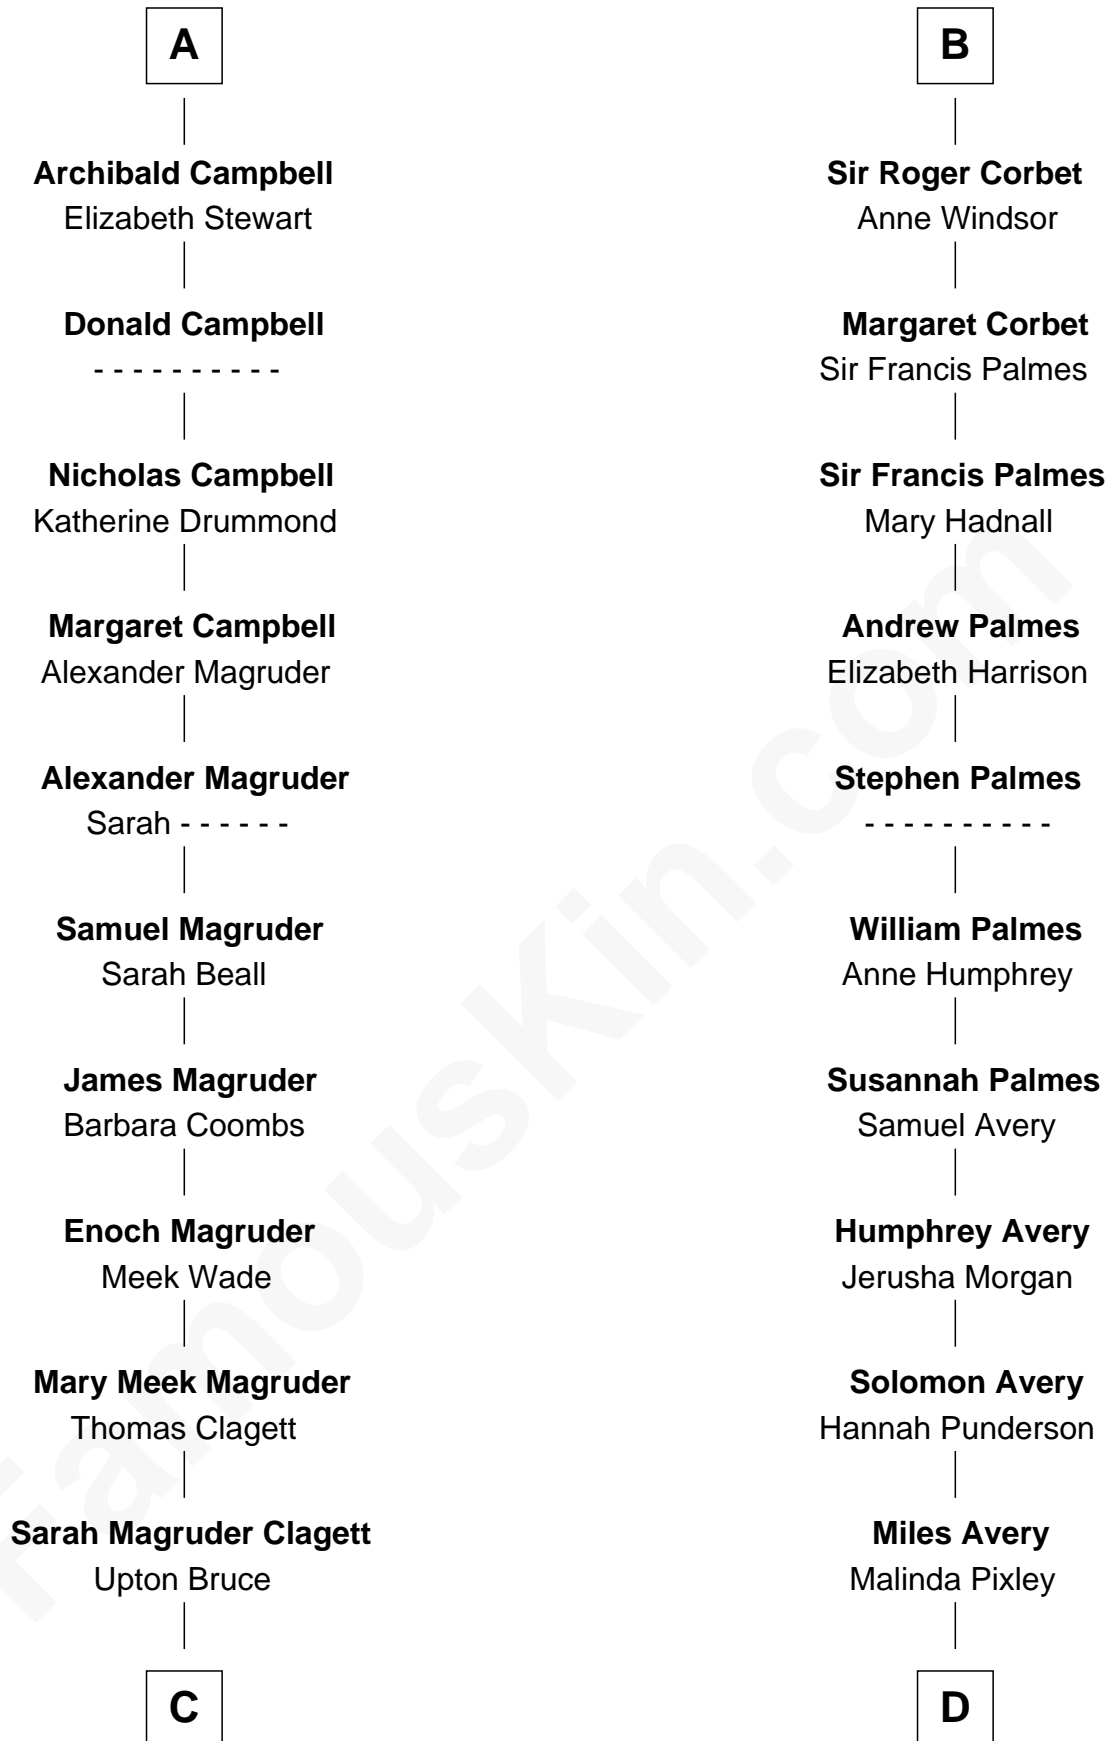 A
Archibald Campbell
Elizabeth Stewart
Donald Campbell
- - - - - - - - - -
Nicholas Campbell
Katherine Drummond
Margaret Campbell
Alexander Magruder
Alexander Magruder
Sarah - - - - - -
Samuel Magruder
Sarah Beall
James Magruder
Barbara Coombs
Enoch Magruder
Meek Wade
Mary Meek Magruder
Thomas Clagett
Sarah Magruder Clagett
Upton Bruce
C
B
Sir Roger Corbet
Anne Windsor
Margaret Corbet
Sir Francis Palmes
Sir Francis Palmes
Mary Hadnall
Andrew Palmes
Elizabeth Harrison
Stephen Palmes
- - - - - - - - - -
William Palmes
Anne Humphrey
Susannah Palmes
Samuel Avery
Humphrey Avery
Jerusha Morgan
Solomon Avery
Hannah Punderson
Miles Avery
Malinda Pixley
D
FamousKin.com